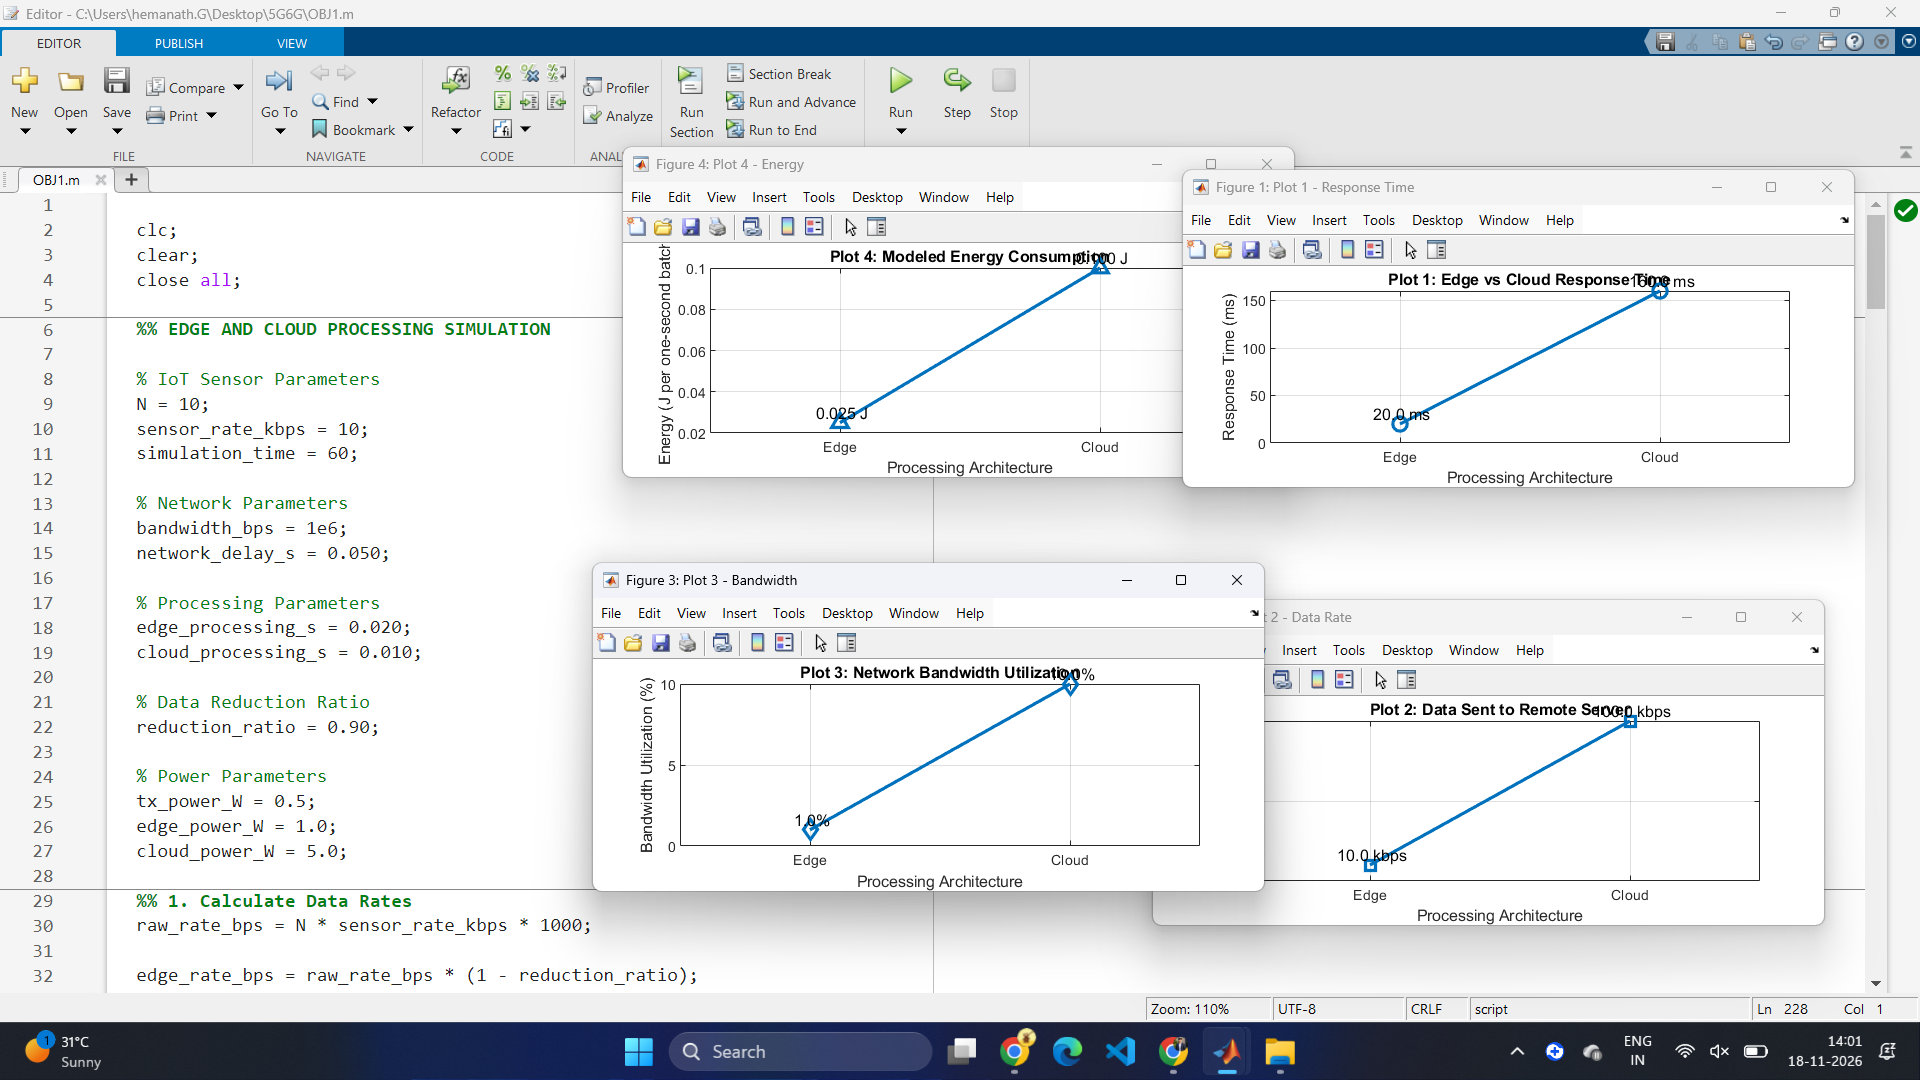 Editor - C:\Users\hemanath.G\Desktop\5G6G\OBJ1.m
EDITOR
PUBLISH
VIEW
New
Open
Save
Compare
Print
Go To
Find
Bookmark
Refactor
Profiler
Analyze
Run
Section
Section Break
Run and Advance
Run to End
Run
Step
Stop
FILE
NAVIGATE
CODE
ANAL
OBJ1.m
1
2 clc;
3 clear;
4 close all;
5
6 %% EDGE AND CLOUD PROCESSING SIMULATION
7
8 % IoT Sensor Parameters
9 N = 10;
10 sensor_rate_kbps = 10;
11 simulation_time = 60;
12
13 % Network Parameters
14 bandwidth_bps = 1e6;
15 network_delay_s = 0.050;
16
17 % Processing Parameters
18 edge_processing_s = 0.020;
19 cloud_processing_s = 0.010;
20
21 % Data Reduction Ratio
22 reduction_ratio = 0.90;
23
24 % Power Parameters
25 tx_power_W = 0.5;
26 edge_power_W = 1.0;
27 cloud_power_W = 5.0;
28
29 %% 1. Calculate Data Rates
30 raw_rate_bps = N * sensor_rate_kbps * 1000;
31
32 edge_rate_bps = raw_rate_bps * (1 - reduction_ratio);
Figure 4: Plot 4 - Energy
File Edit View Insert Tools Desktop Window Help
Plot 4: Modeled Energy Consumption
0.100 J
Energy (J per one-second batch
0.1
0.08
0.06
0.04
0.02
0.025 J
Edge
Cloud
Processing Architecture
Figure 1: Plot 1 - Response Time
File Edit View Insert Tools Desktop Window Help
Plot 1: Edge vs Cloud Response Time
160.0 ms
Response Time (ms)
150
100
50
0
20.0 ms
Edge
Cloud
Processing Architecture
Figure 3: Plot 3 - Bandwidth
File Edit View Insert Tools Desktop Window Help
Plot 3: Network Bandwidth Utilization
10.0%
Bandwidth Utilization (%)
10
5
0
1.0%
Edge
Cloud
Processing Architecture
2 - Data Rate
Insert Tools Desktop Window Help
Plot 2: Data Sent to Remote Server
100.0 kbps
10.0 kbps
Edge
Cloud
Processing Architecture
Zoom: 110%
UTF-8
CRLF
script
Ln 228
Col 1
1
31°C
Sunny
Search
ENG
IN
14:01
18-11-2026